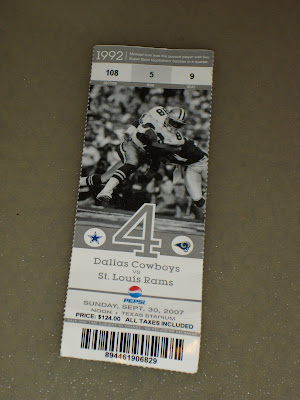 1992
108 5 9
4
Dallas Cowboys
VS
St. Louis Rams
PEPSI
SUNDAY, SEPT. 30, 2007
NOON | TEXAS STADIUM
PRICE: $124.00 ALL TAXES INCLUDED
894461906829